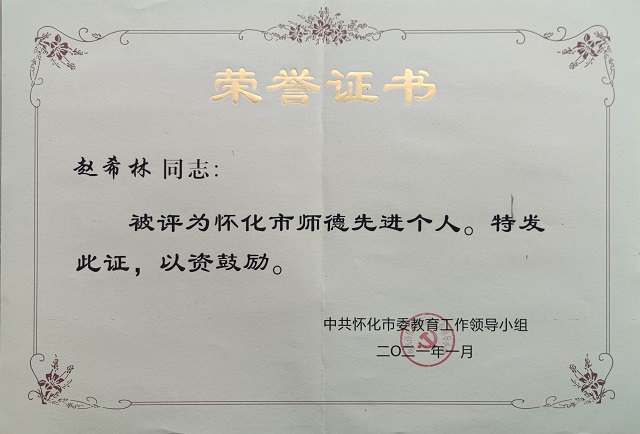 荣誉证书
赵希林同志：
被评为怀化市师德先进个人。特发
此证，以资鼓励。
中共怀化市委教育工作领导小组
二〇二一年一月